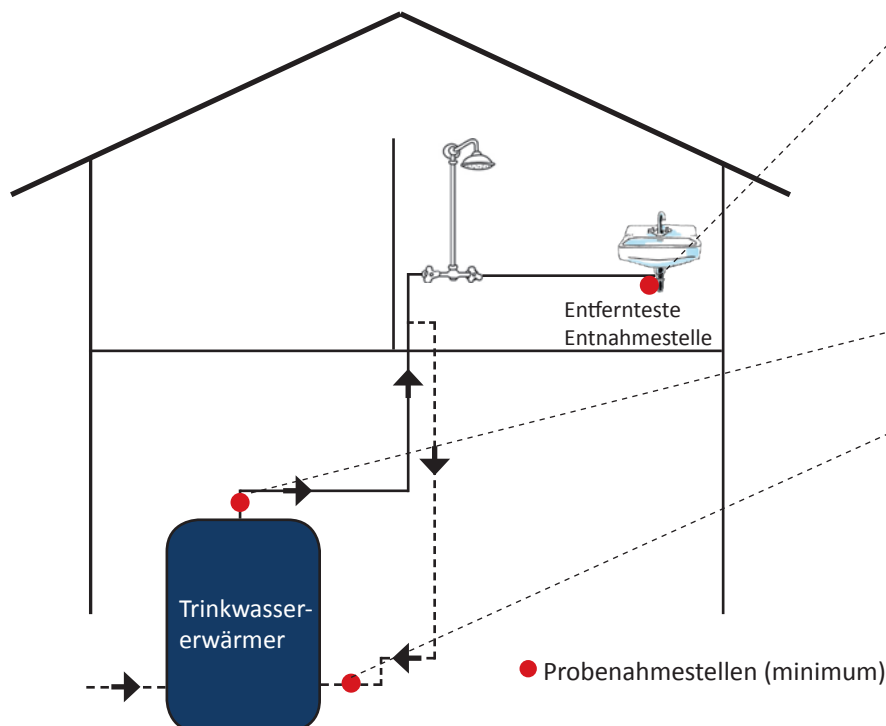 Entfernteste
Entnahmestelle
Trinkwasser-
erwärmer
Probenahmestellen (minimum)